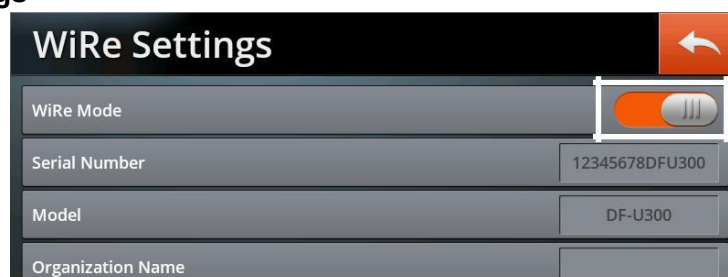 WiRe Settings
WiRe Mode
Serial Number 12345678DFU300
Model DF-U300
Organization Name